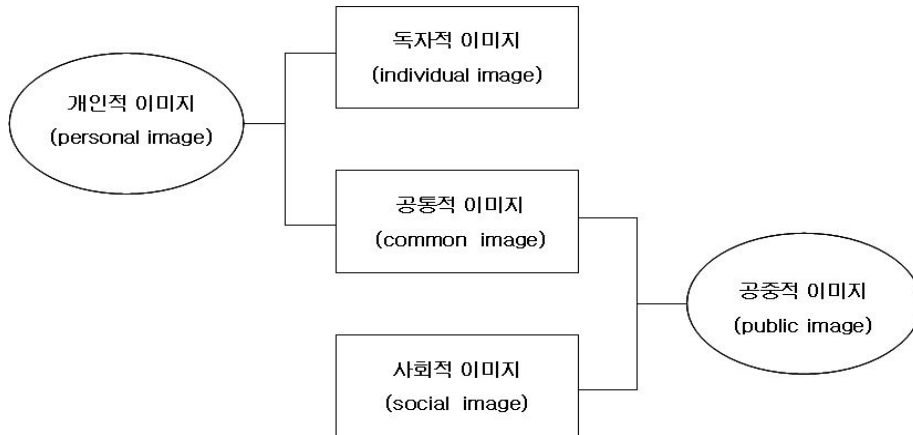 독자적 이미지
(individual image)
개인적 이미지
(personal image)
공통적 이미지
(common image)
공중적 이미지
(public image)
사회적 이미지
(social image)